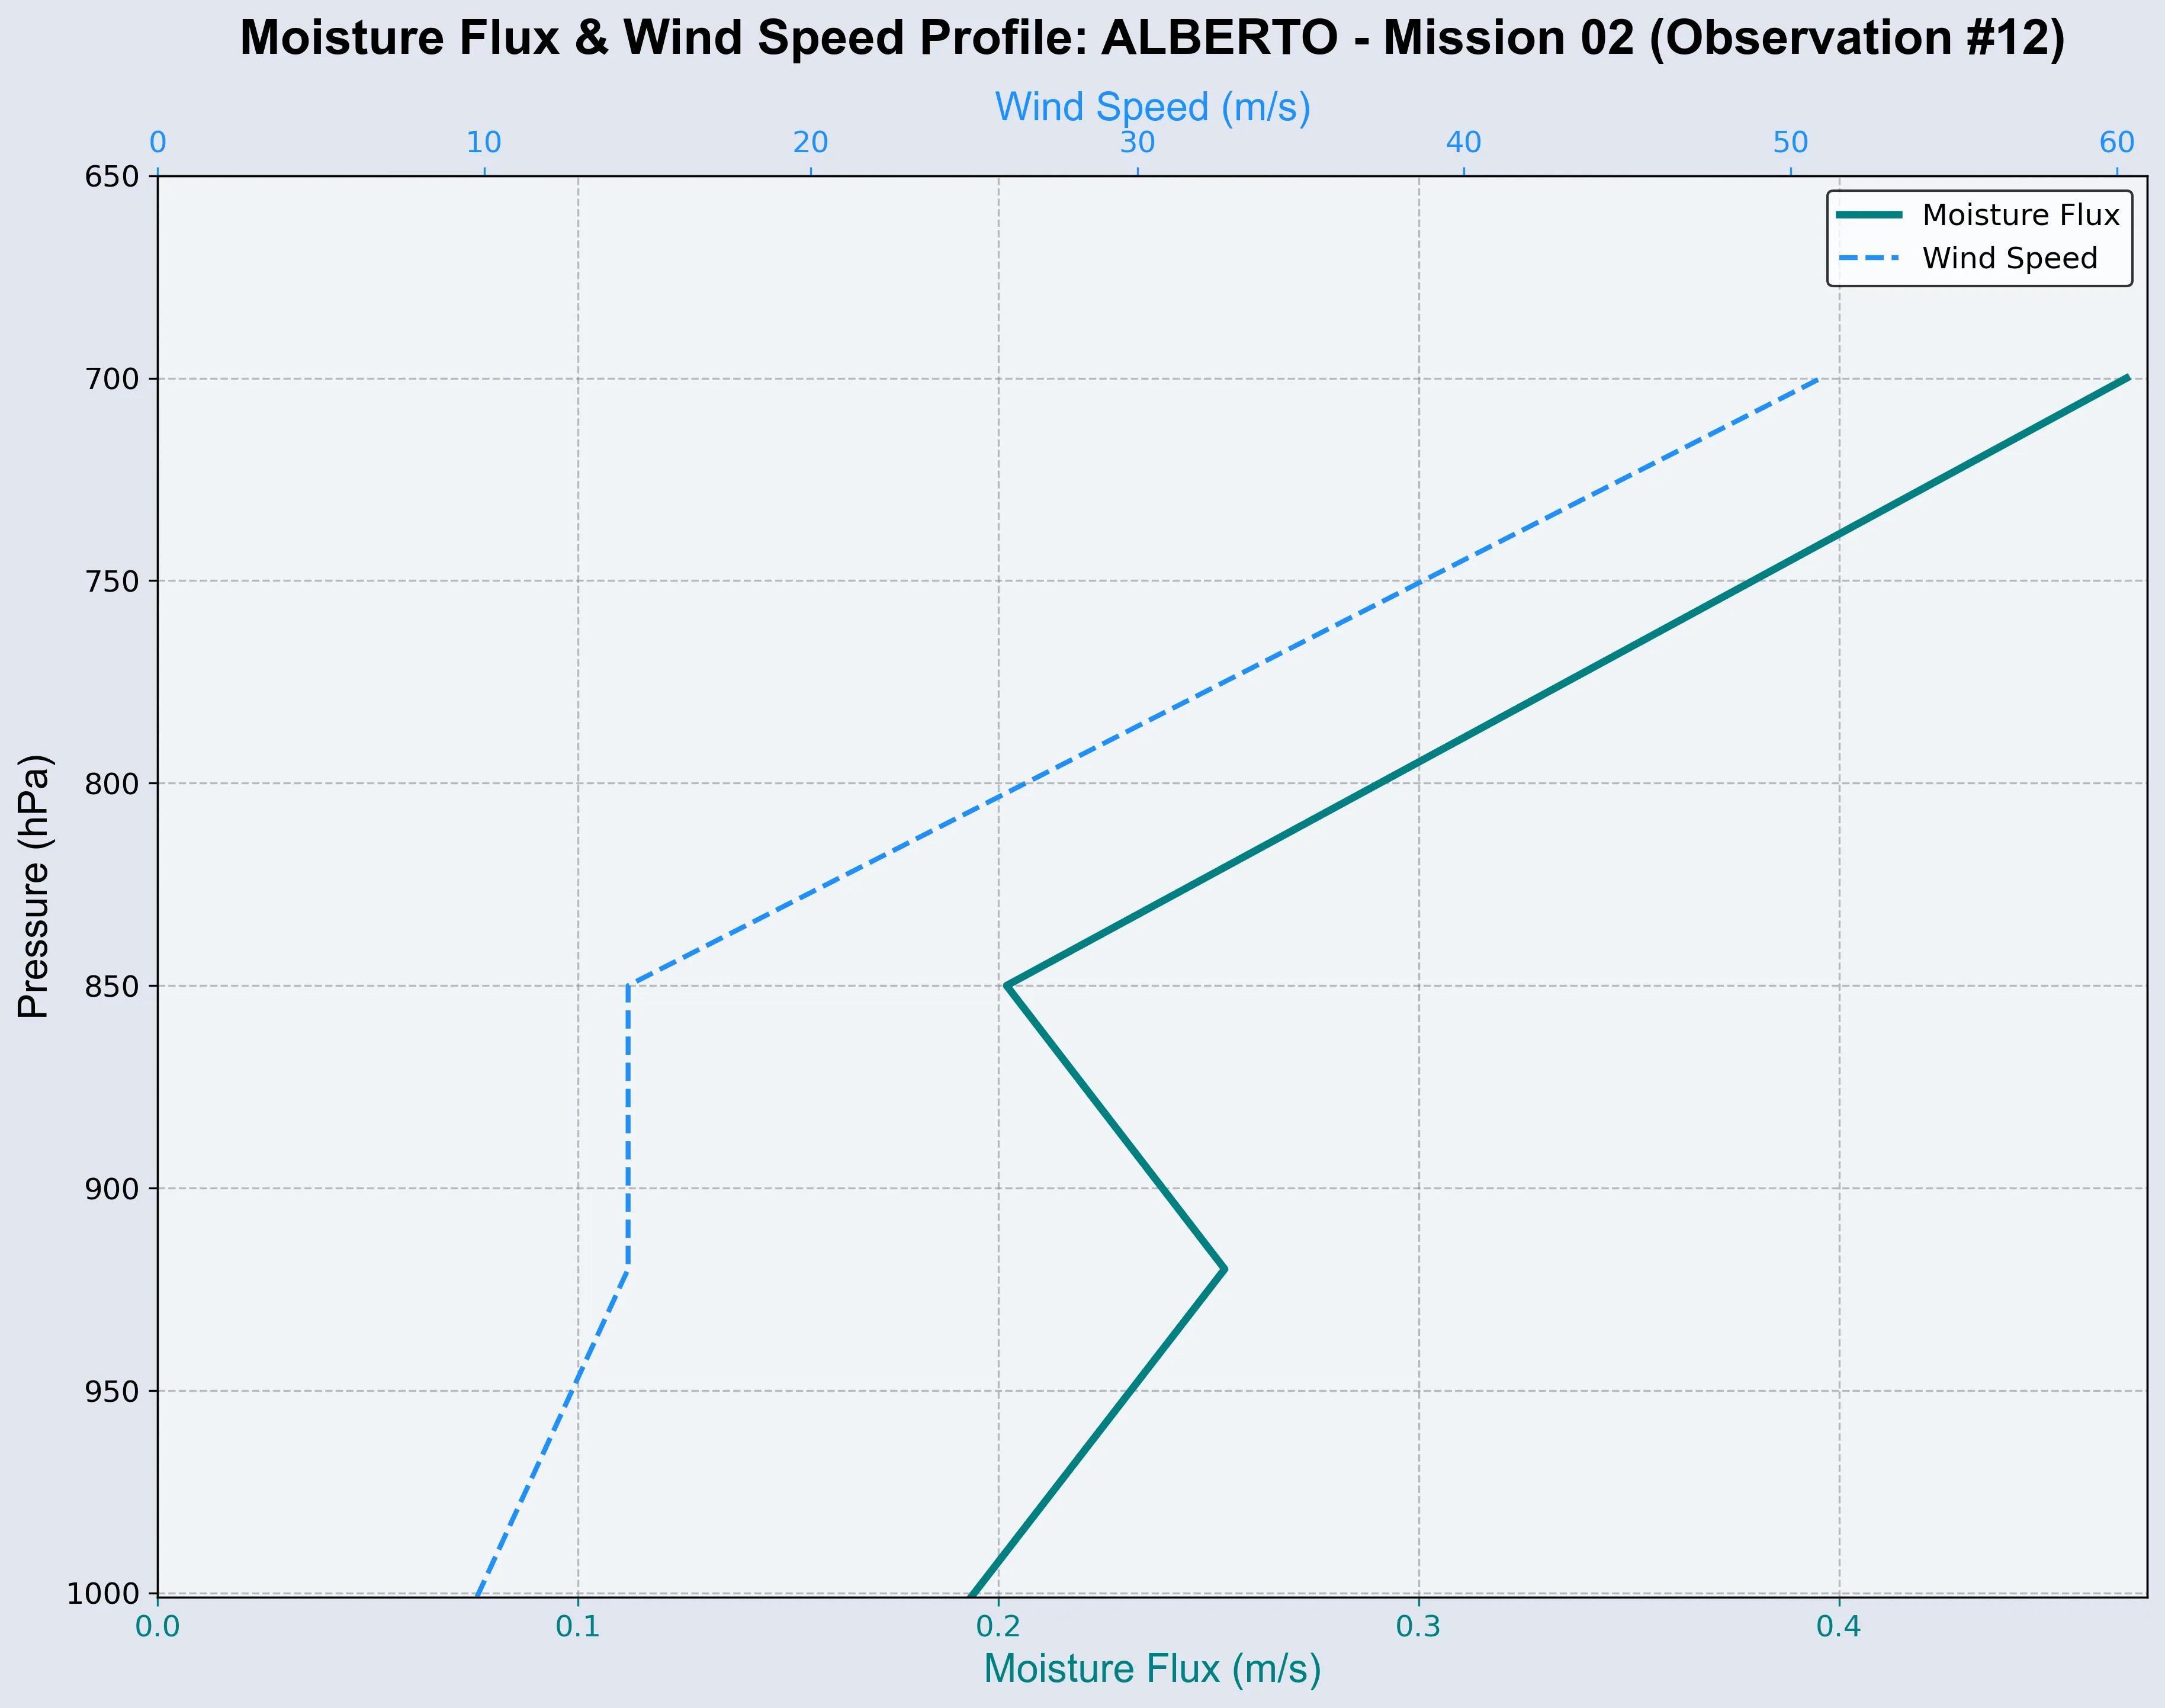 Moisture Flux & Wind Speed Profile: ALBERTO - Mission 02 (Observation #12)
Wind Speed (m/s)
0 10 20 30 40 50 60
Moisture Flux
Wind Speed
Pressure (hPa)
650
700
750
800
850
900
950
1000
0.0 0.1 0.2 0.3 0.4
Moisture Flux (m/s)